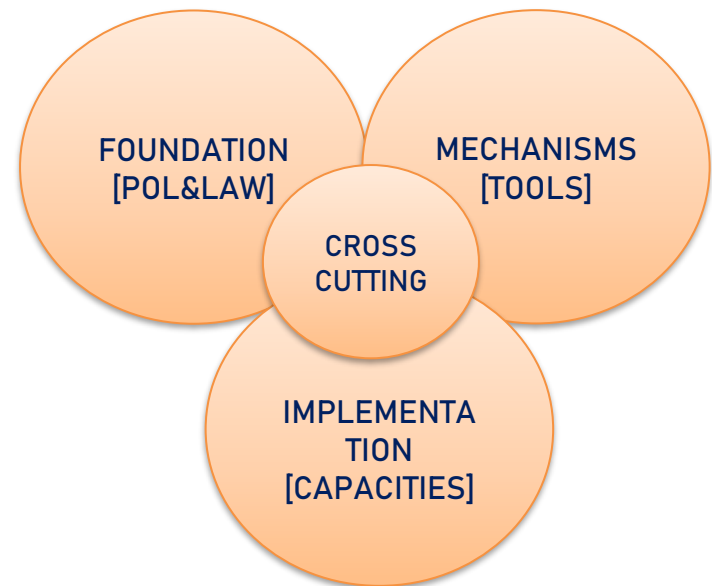 FOUNDATION
[POL&LAW]
MECHANISMS
[TOOLS]
CROSS
CUTTING
IMPLEMENTA
TION
[CAPACITIES]